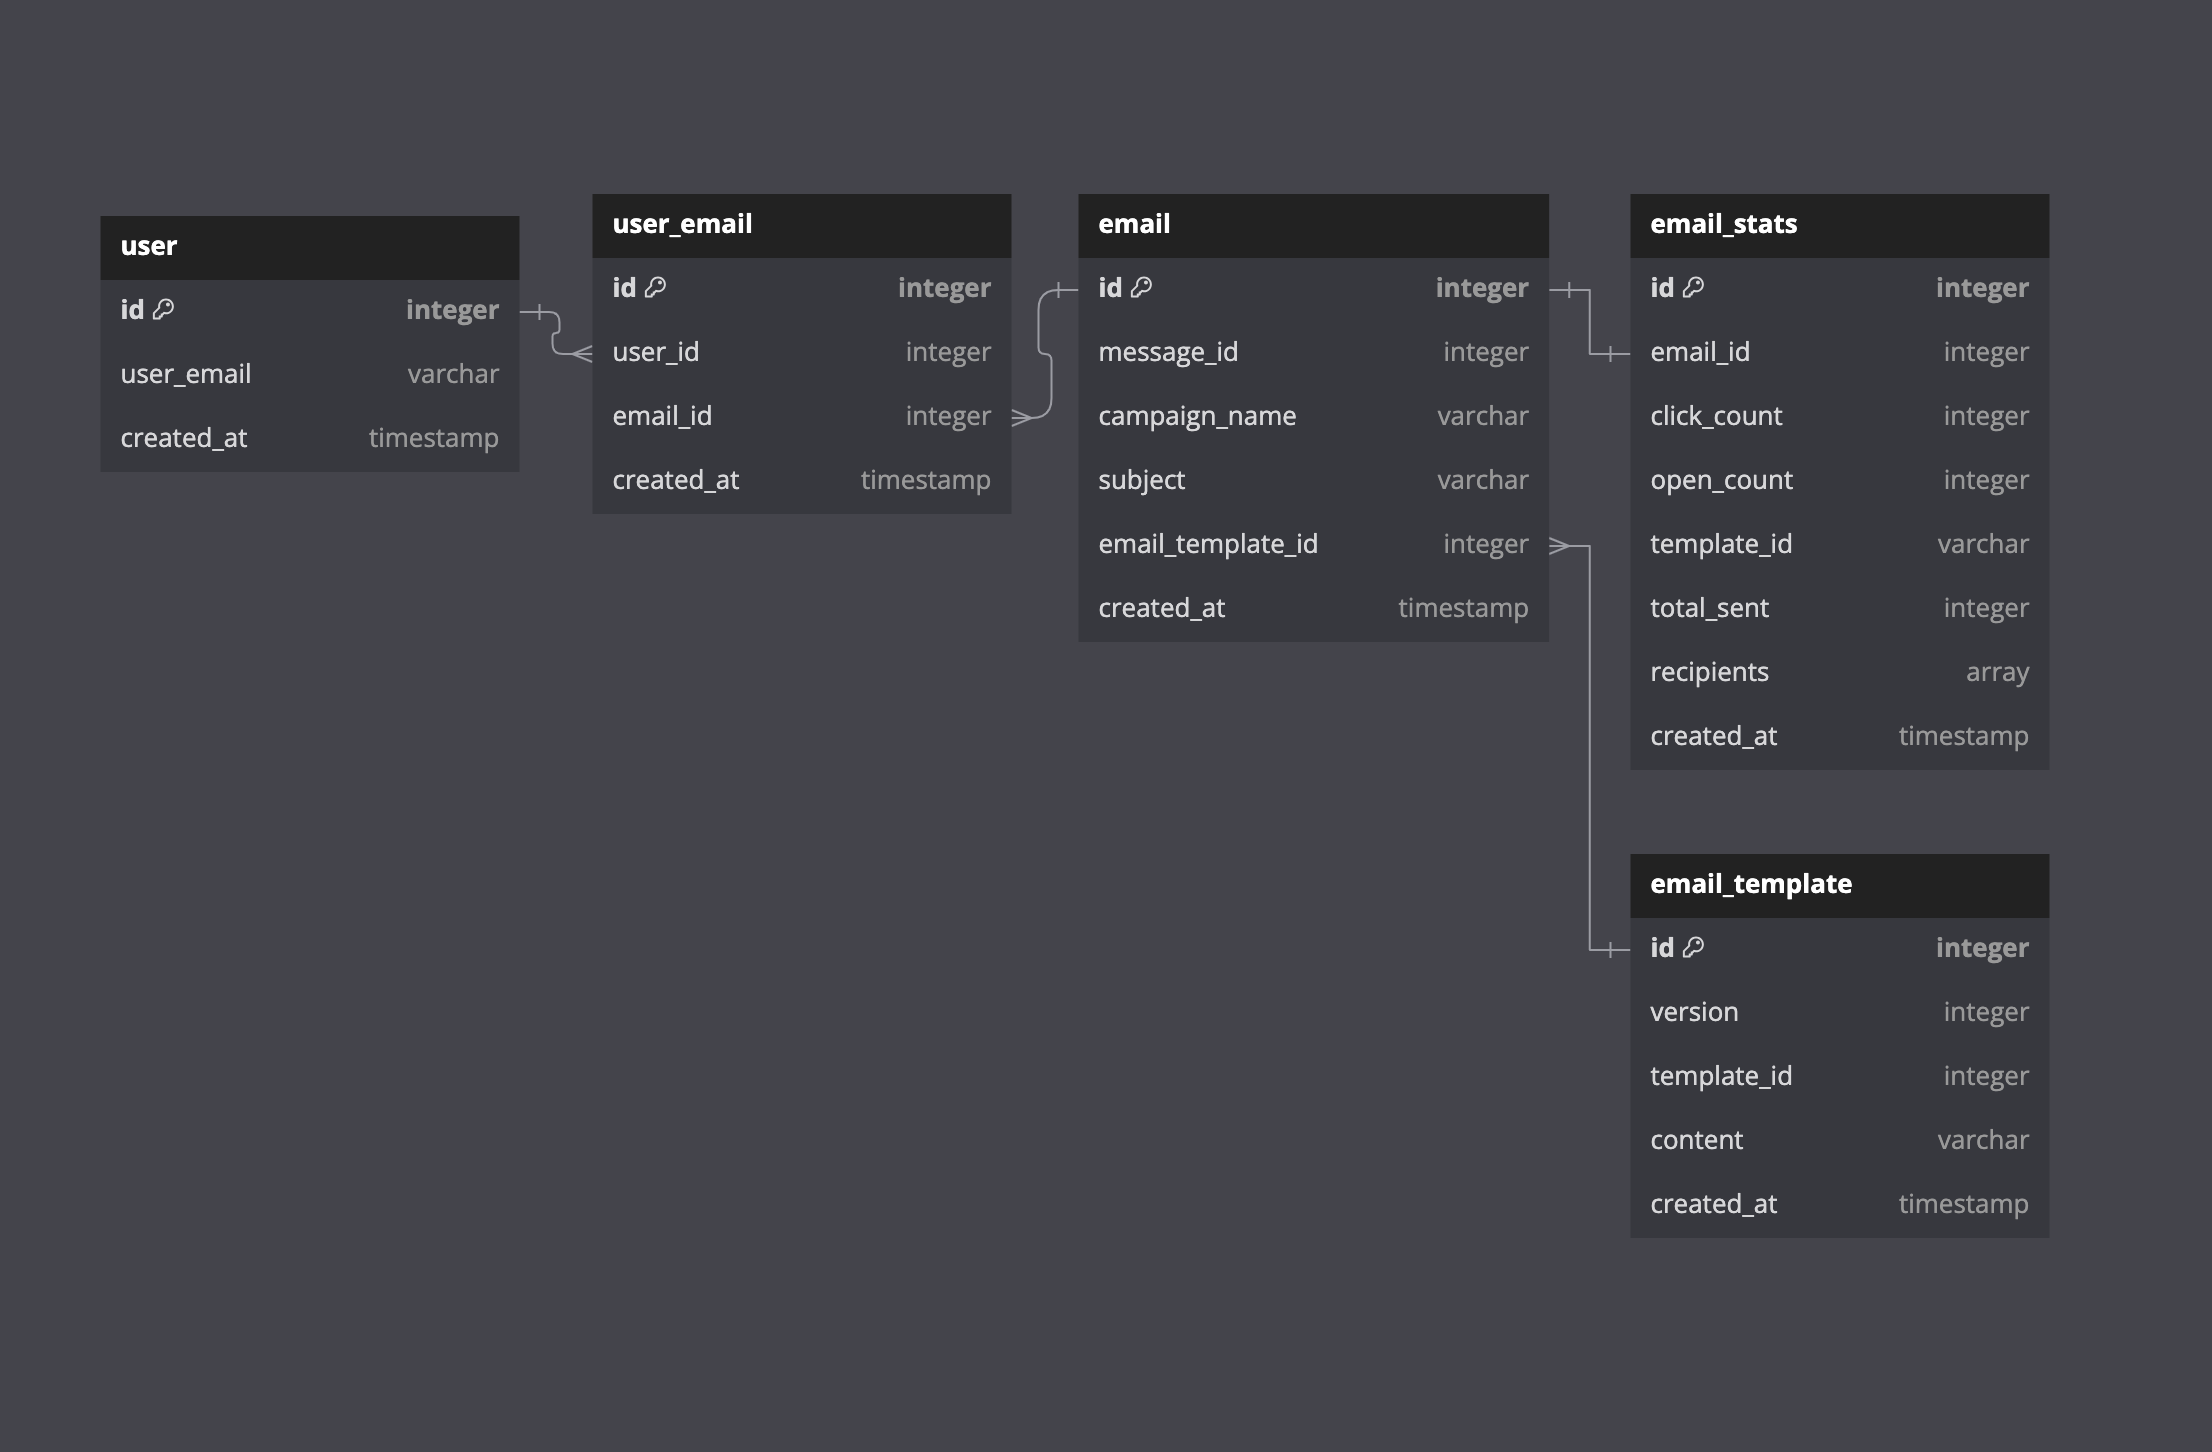 user
id integer
user_email varchar
created_at timestamp
user_email
id integer
user_id integer
email_id integer
created_at timestamp
email
id integer
message_id integer
campaign_name varchar
subject varchar
email_template_id integer
created_at timestamp
email_stats
id integer
email_id integer
click_count integer
open_count integer
template_id varchar
total_sent integer
recipients array
created_at timestamp
email_template
id integer
version integer
template_id integer
content varchar
created_at timestamp